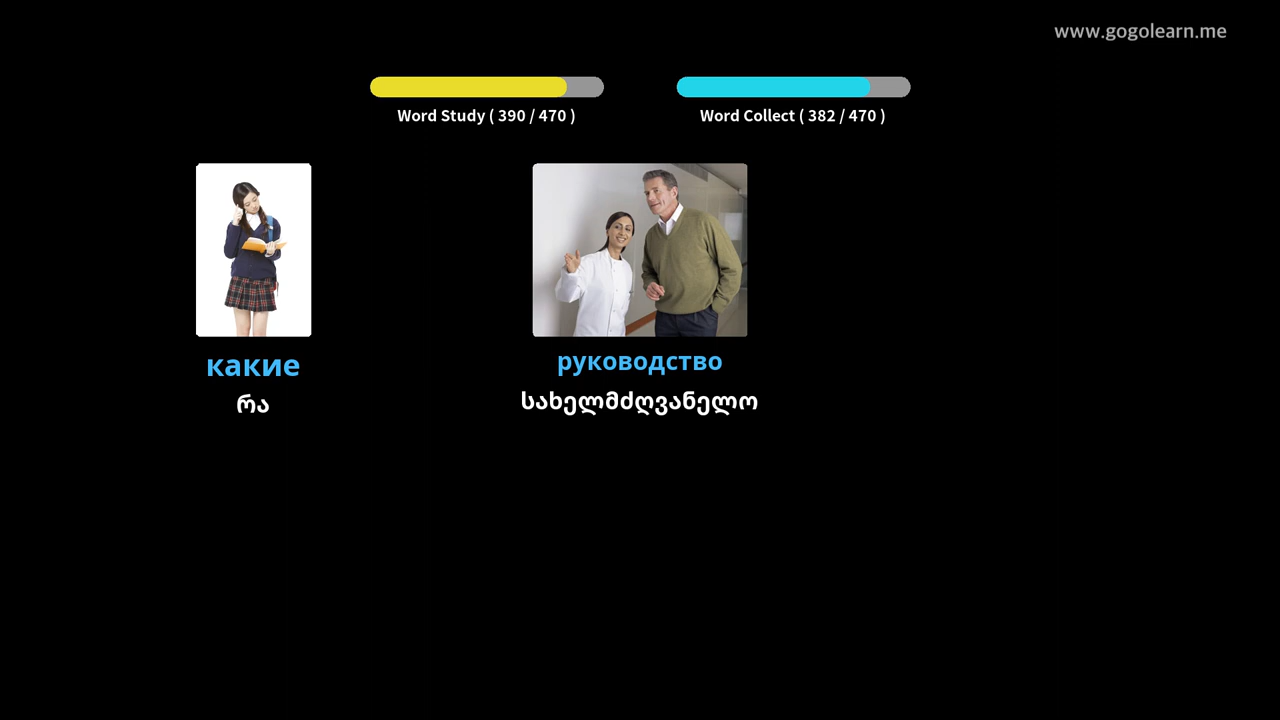 www.gogolearn.me
Word Study ( 390 / 470 )
Word Collect ( 382 / 470 )
какие
რა
руководство
სახელმძღვანელო